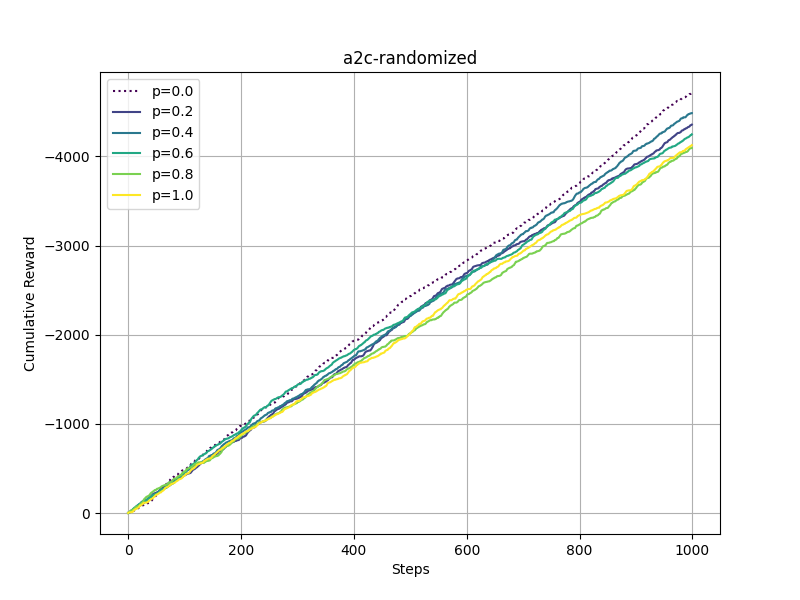 a2c-randomized
p=0.0
p=0.2
p=0.4
p=0.6
p=0.8
p=1.0
Cumulative Reward
−4000
−3000
−2000
−1000
0
0 200 400 600 800 1000
Steps